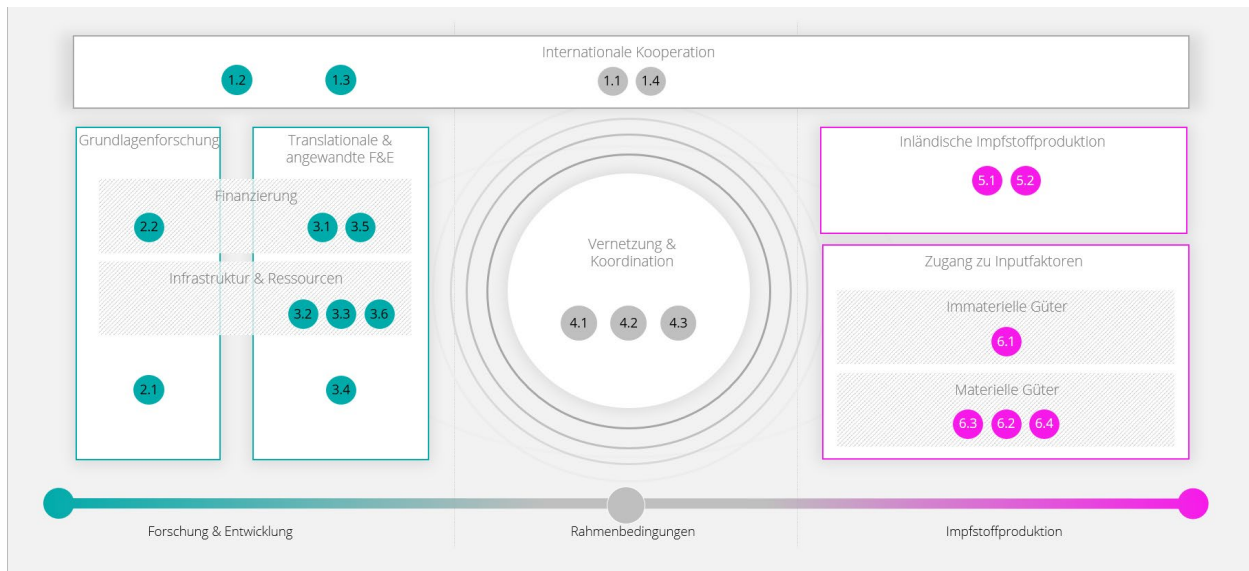 Internationale Kooperation
1.2 1.3 1.1 1.4
Grundlagenforschung
Translationale &
angewandte F&E
Finanzierung
2.2 3.1 3.5
Infrastruktur & Ressourcen
3.2 3.3 3.6
2.1 3.4
Vernetzung &
Koordination
4.1 4.2 4.3
Inländische Impfstoffproduktion
5.1 5.2
Zugang zu Inputfaktoren
Immaterielle Güter
6.1
Materielle Güter
6.3 6.2 6.4
Forschung & Entwicklung
Rahmenbedingungen
Impfstoffproduktion